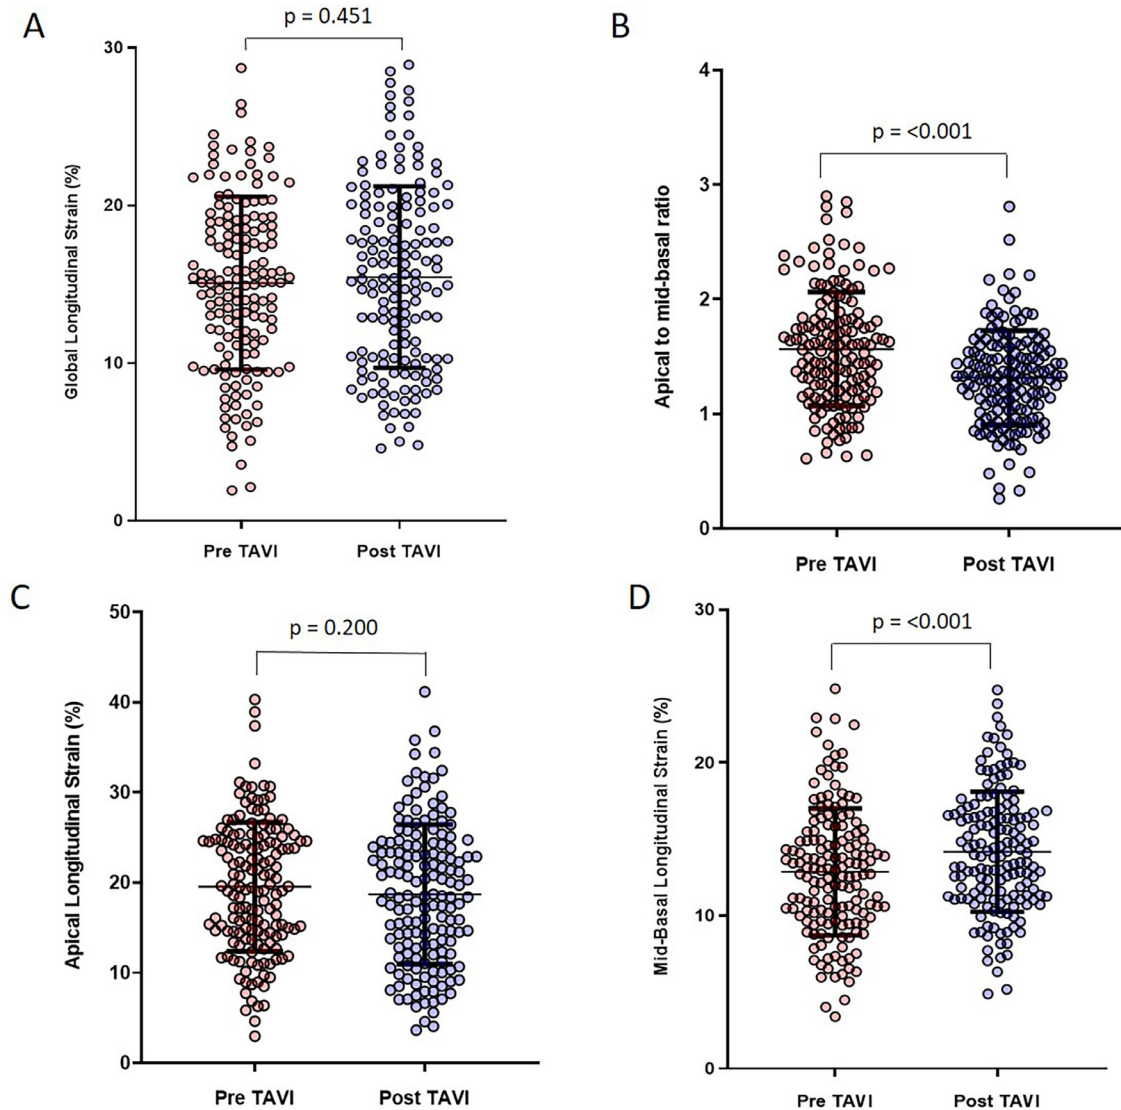 A
p = 0.451
Global Longitudinal Strain (%)
30
20
10
0
Pre TAVI
Post TAVI
B
p = <0.001
Apical to mid-basal ratio
4
3
2
1
0
Pre TAVI
Post TAVI
C
p = 0.200
Apical Longitudinal Strain (%)
50
40
30
20
10
0
Pre TAVI
Post TAVI
D
p = <0.001
Mid-Basal Longitudinal Strain (%)
30
20
10
0
Pre TAVI
Post TAVI